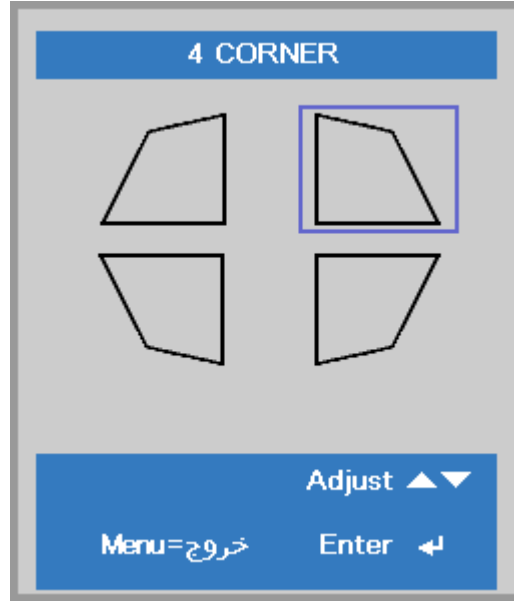 4 CORNER
Adjust ▲▼
Menu=خروج Enter ↵